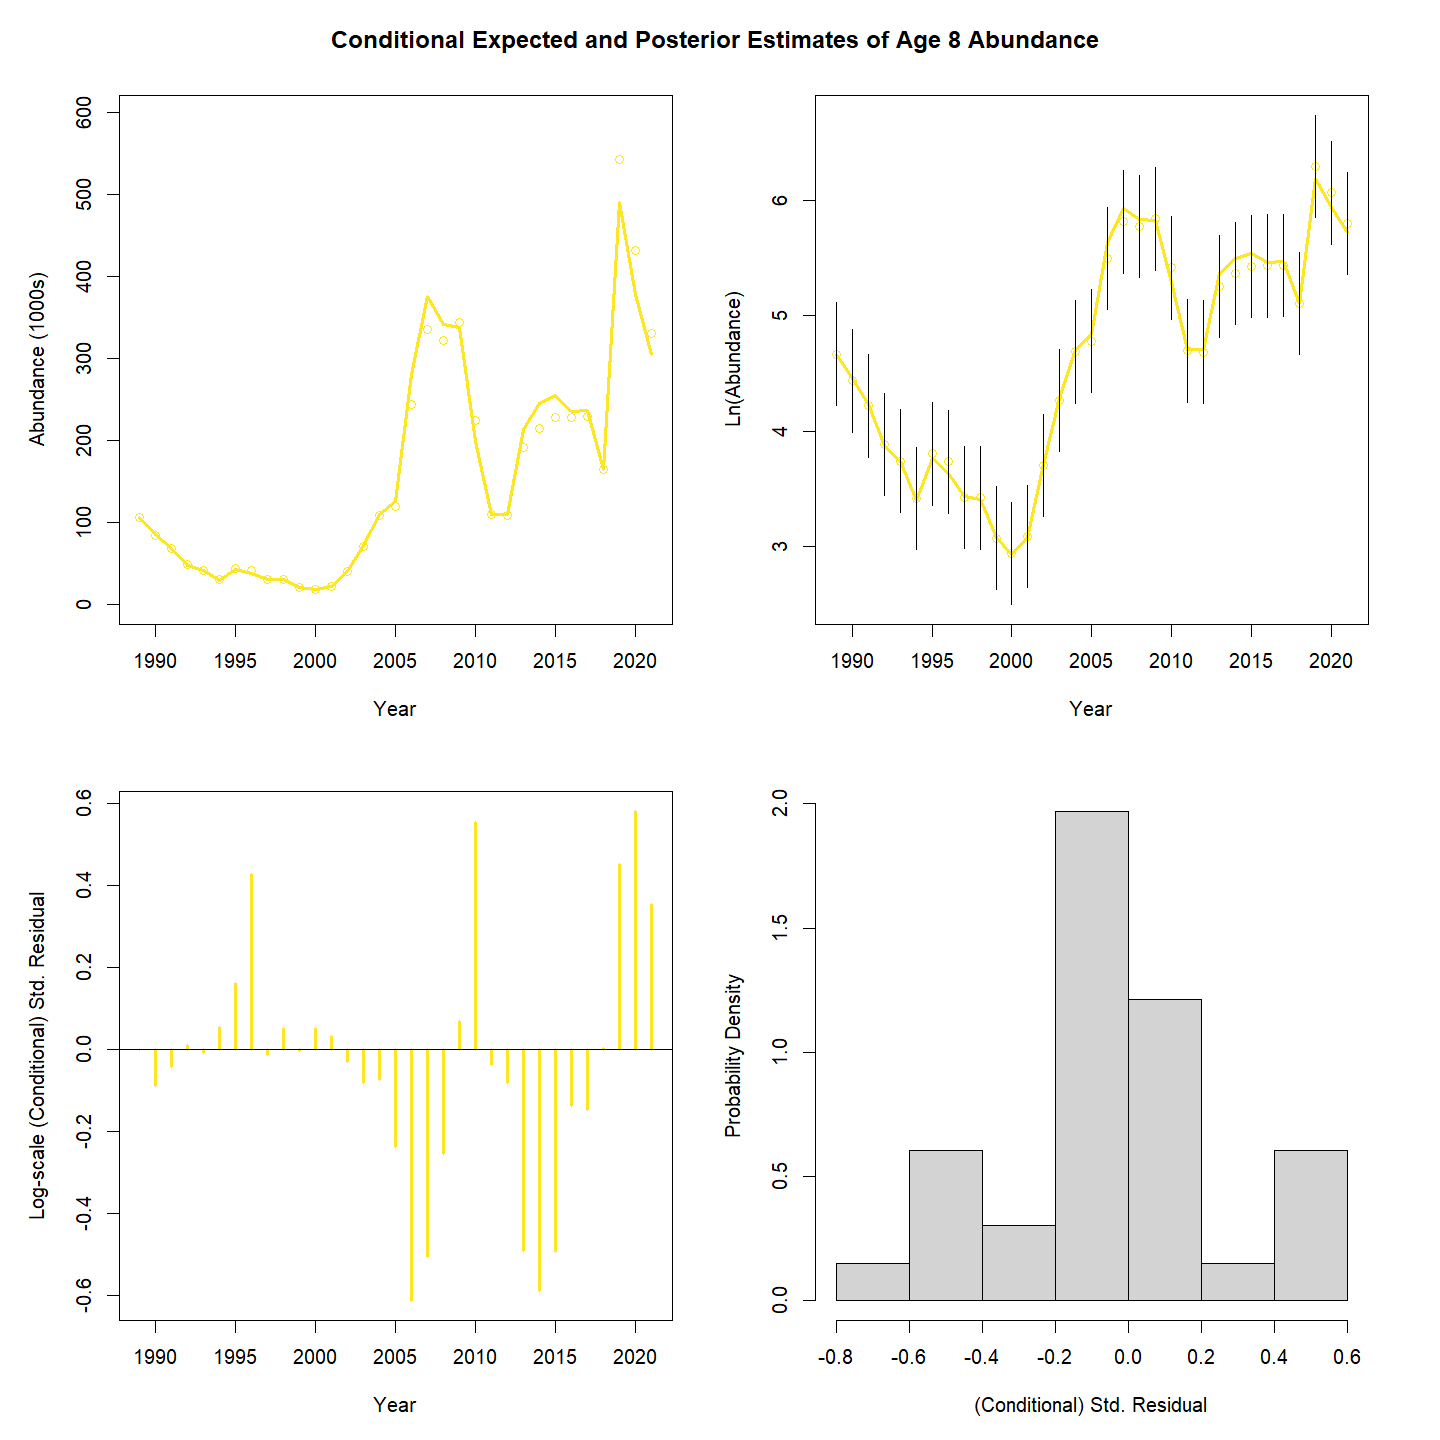 Conditional Expected and Posterior Estimates of Age 8 Abundance
Abundance (1000s)
600
500
400
300
200
100
0
1990 1995 2000 2005 2010 2015 2020
Year
Ln(Abundance)
6
5
4
3
1990 1995 2000 2005 2010 2015 2020
Year
Log-scale (Conditional) Std. Residual
0.6
0.4
0.2
0.0
-0.2
-0.4
-0.6
1990 1995 2000 2005 2010 2015 2020
Year
Probability Density
2.0
1.5
1.0
0.5
0.0
-0.8 -0.6 -0.4 -0.2 0.0 0.2 0.4 0.6
(Conditional) Std. Residual